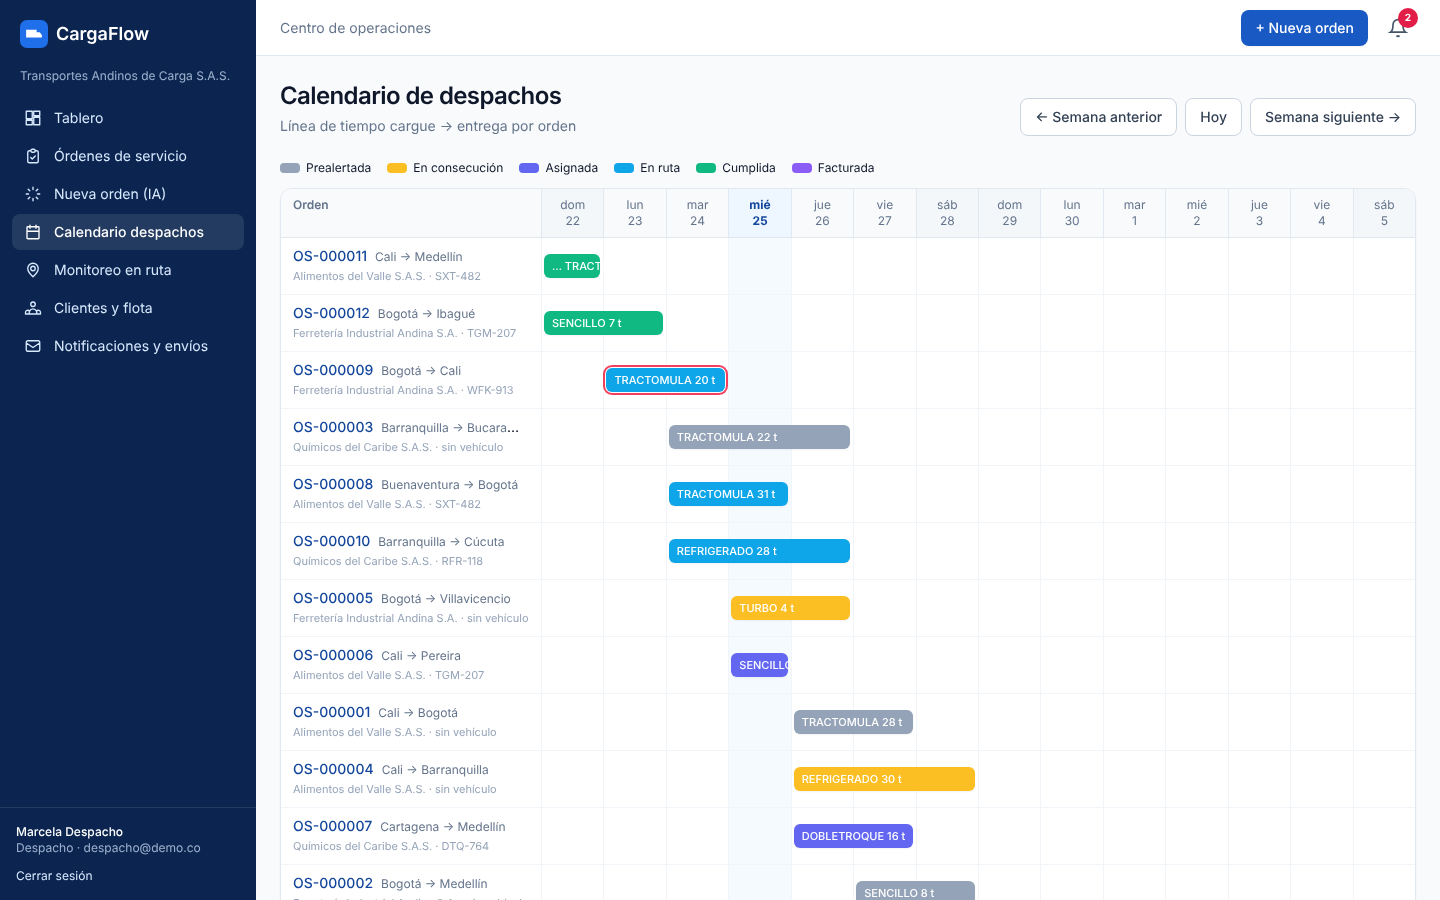 CargaFlow
Transportes Andinos de Carga S.A.S.
Tablero
Órdenes de servicio
Nueva orden (IA)
Calendario despachos
Monitoreo en ruta
Clientes y flota
Notificaciones y envíos
Marcela Despacho
Despacho · despacho@demo.co
Cerrar sesión
Centro de operaciones
+ Nueva orden
2
Calendario de despachos
Línea de tiempo cargue → entrega por orden
← Semana anterior
Hoy
Semana siguiente →
Prealertada
En consecución
Asignada
En ruta
Cumplida
Facturada
Orden
dom 22
lun 23
mar 24
mié 25
jue 26
vie 27
sáb 28
dom 29
lun 30
mar 1
mié 2
jue 3
vie 4
sáb 5
OS-000011 Cali → Medellín
Alimentos del Valle S.A.S. · SXT-482
... TRACT
OS-000012 Bogotá → Ibagué
Ferretería Industrial Andina S.A. · TGM-207
SENCILLO 7 t
OS-000009 Bogotá → Cali
Ferretería Industrial Andina S.A. · WFK-913
TRACTOMULA 20 t
OS-000003 Barranquilla → Bucara...
Químicos del Caribe S.A.S. · sin vehículo
TRACTOMULA 22 t
OS-000008 Buenaventura → Bogotá
Alimentos del Valle S.A.S. · SXT-482
TRACTOMULA 31 t
OS-000010 Barranquilla → Cúcuta
Químicos del Caribe S.A.S. · RFR-118
REFRIGERADO 28 t
OS-000005 Bogotá → Villavicencio
Ferretería Industrial Andina S.A. · sin vehículo
TURBO 4 t
OS-000006 Cali → Pereira
Alimentos del Valle S.A.S. · TGM-207
SENCILLO
OS-000001 Cali → Bogotá
Alimentos del Valle S.A.S. · sin vehículo
TRACTOMULA 28 t
OS-000004 Cali → Barranquilla
Alimentos del Valle S.A.S. · sin vehículo
REFRIGERADO 30 t
OS-000007 Cartagena → Medellín
Químicos del Caribe S.A.S. · DTQ-764
DOBLETROQUE 16 t
OS-000002 Bogotá → Medellín
SENCILLO 8 t